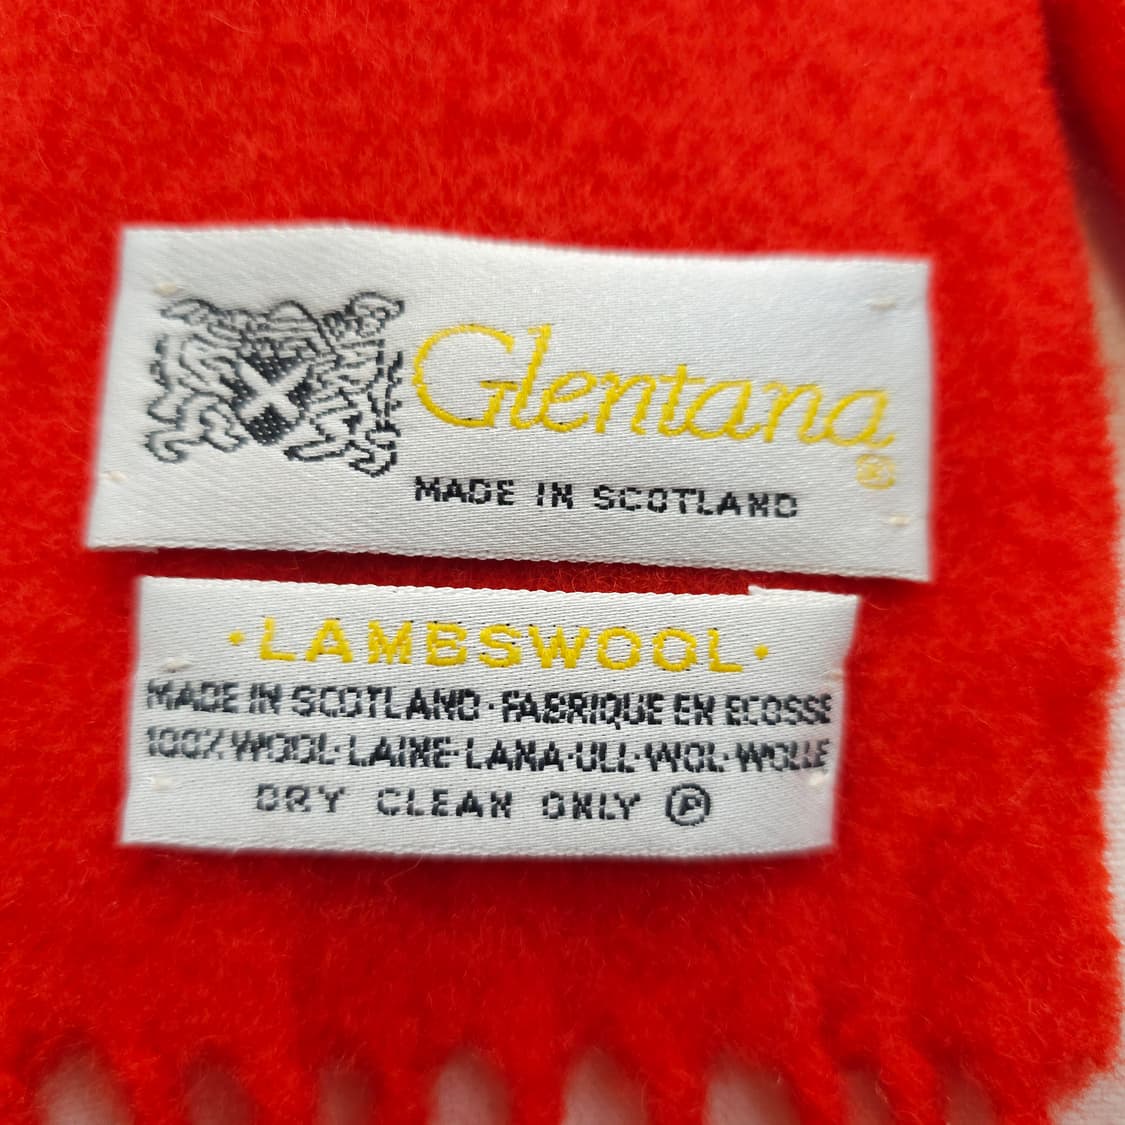 Glentana
®
MADE IN SCOTLAND
·LAMBSWOOL·
MADE IN SCOTLAND·FABRIQUE EN ECOSSE
100% WOOL·LAINE·LANA·ULL·WOL·WOLLE
DRY CLEAN ONLY Ⓟ